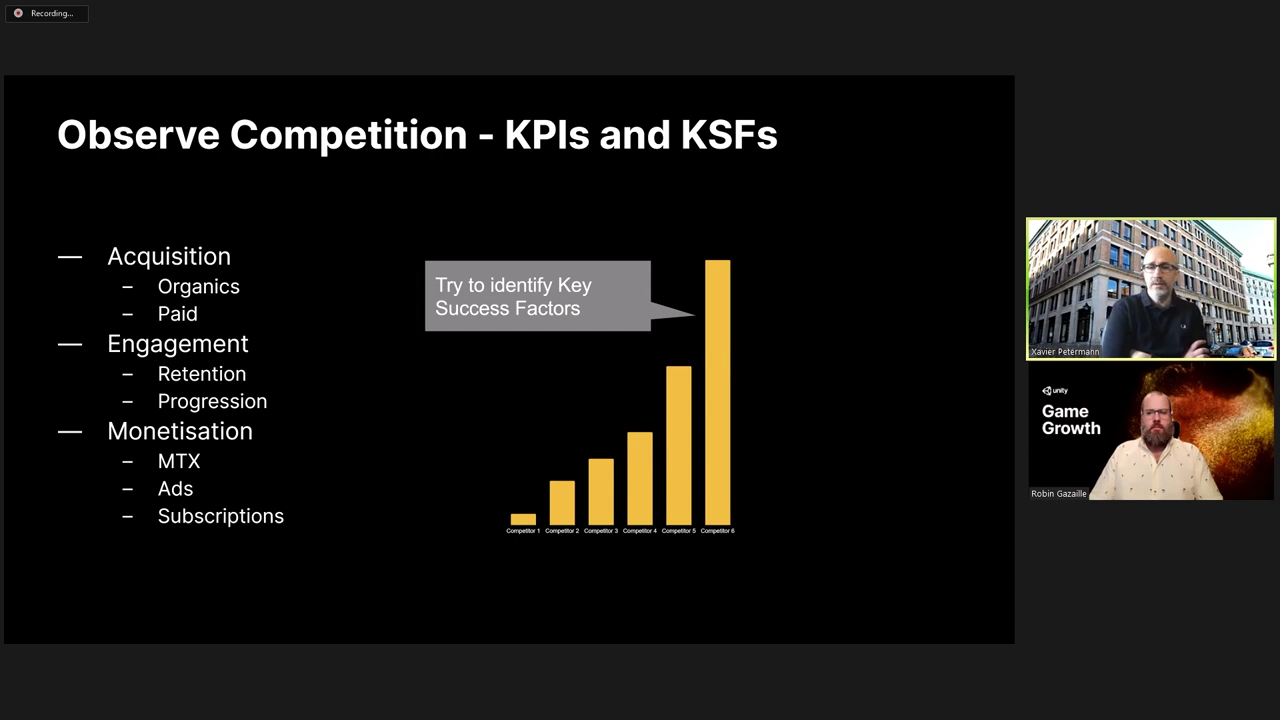 Recording...
Observe Competition - KPIs and KSFs
— Acquisition
– Organics
– Paid
— Engagement
– Retention
– Progression
— Monetisation
– MTX
– Ads
– Subscriptions
Try to identify Key
Success Factors
Competitor 1 Competitor 2 Competitor 3 Competitor 4 Competitor 5 Competitor 6
Xavier Petermann
unity
Game
Growth
Robin Gazaille